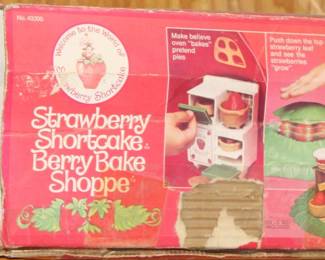 No. 43300
Welcome to the World of
Strawberry Shortcake
Strawberry
Shortcake
Berry Bake
Shoppe
Make believe
oven "bakes"
pretend
pies
Push down the top
strawberry leaf
and see the
strawberries
"grow".